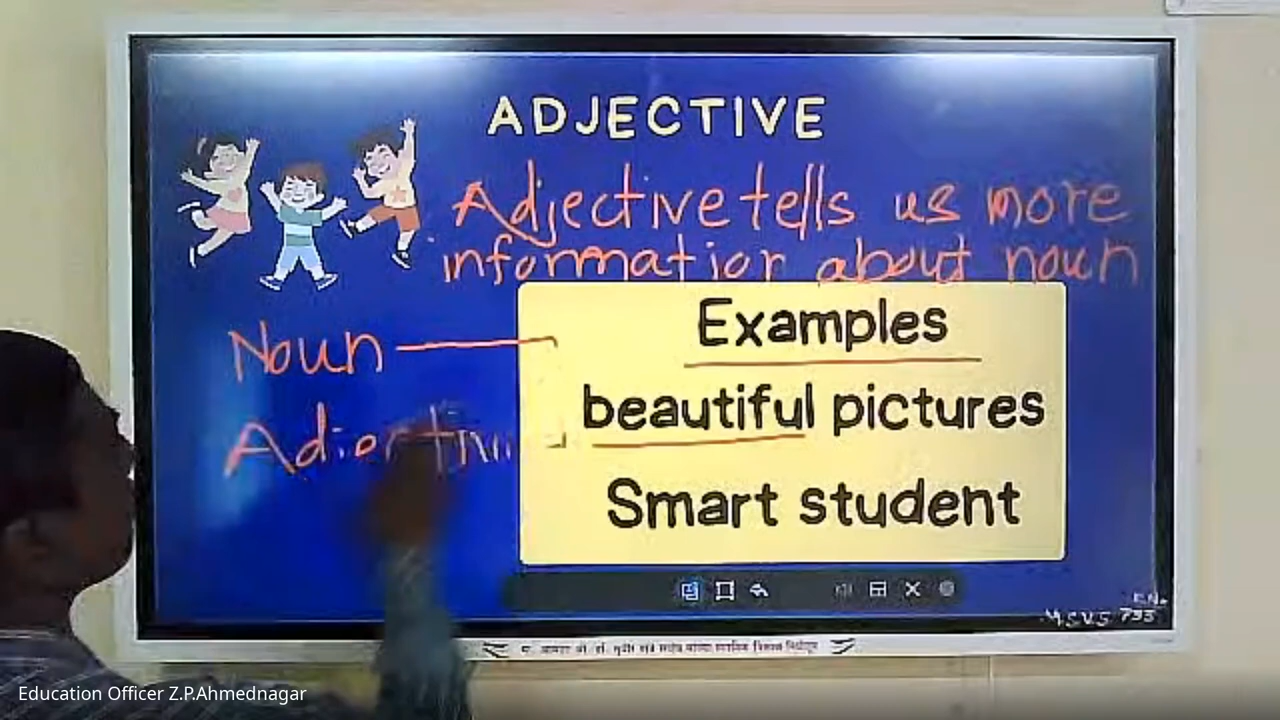 ADJECTIVE
Adjective tells us more
information about noun
Noun
Examples
beautiful pictures
Smart student
Education Officer Z.P.Ahmednagar